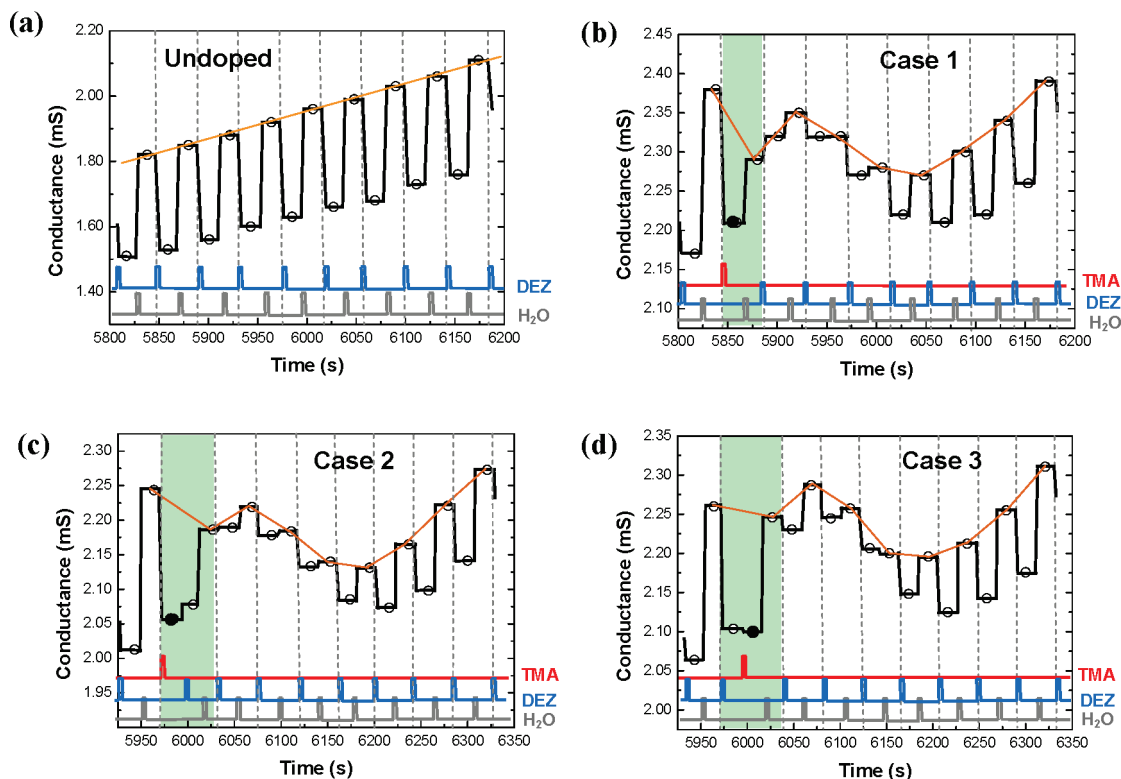 (a)
Undoped
Conductance (mS)
2.20
2.00
1.80
1.60
1.40
DEZ
H₂O
5800 5850 5900 5950 6000 6050 6100 6150 6200
Time (s)
(b)
Case 1
Conductance (mS)
2.45
2.40
2.35
2.30
2.25
2.20
2.15
2.10
TMA
DEZ
H₂O
5800 5850 5900 5950 6000 6050 6100 6150 6200
Time (s)
(c)
Case 2
Conductance (mS)
2.30
2.25
2.20
2.15
2.10
2.05
2.00
1.95
TMA
DEZ
H₂O
5950 6000 6050 6100 6150 6200 6250 6300 6350
Time (s)
(d)
Case 3
Conductance (mS)
2.35
2.30
2.25
2.20
2.15
2.10
2.05
2.00
TMA
DEZ
H₂O
5950 6000 6050 6100 6150 6200 6250 6300 6350
Time (s)